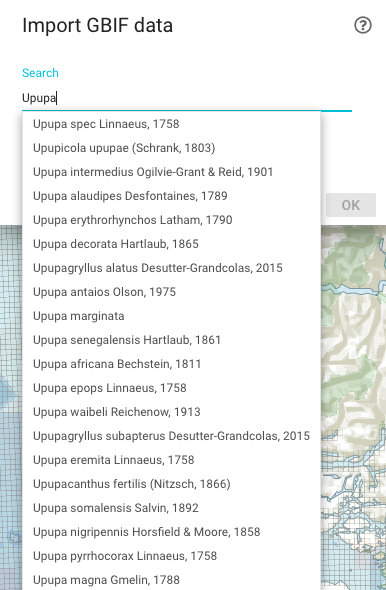 Import GBIF data
?
Search
Upupa
Upupa spec Linnaeus, 1758
Upupicola upupae (Schrank, 1803)
Upupa intermedius Ogilvie-Grant & Reid, 1901
Upupa alaudipes Desfontaines, 1789
Upupa erythrorhynchos Latham, 1790
OK
Upupa decorata Hartlaub, 1865
Upupagryllus alatus Desutter-Grandcolas, 2015
Upupa antaios Olson, 1975
Upupa marginata
Upupa senegalensis Hartlaub, 1861
Upupa africana Bechstein, 1811
Upupa epops Linnaeus, 1758
Upupa waibeli Reichenow, 1913
Upupagryllus subapterus Desutter-Grandcolas, 2015
Upupa eremita Linnaeus, 1758
Upupacanthus fertilis (Nitzsch, 1866)
Upupa somalensis Salvin, 1892
Upupa nigripennis Horsfield & Moore, 1858
Upupa pyrrhocorax Linnaeus, 1758
Upupa magna Gmelin, 1788